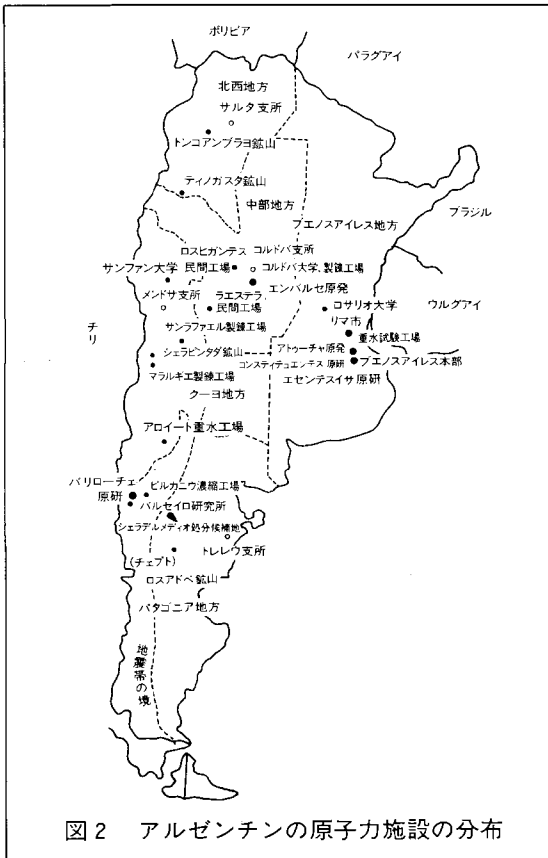 ボリビア
パラグアイ
北西地方
サルタ支所
トンコアンブラヨ鉱山
ティノガスタ鉱山
中部地方
ブエノスアイレス地方
ブラジル
ロスヒガンテス コルドバ支所
サンファン大学 民間工場 コルドバ大学、製錬工場
エンバルセ原発
メンドサ支所 ラエステラ ロサリオ大学 ウルグアイ
民間工場 リマ市
チリ
サンラファエル製錬工場 重水試験工場
アトゥーチャ原発
シェラピンタダ鉱山 コンスティテュエンテス原研 ブエノスアイレス本部
マラルギエ製錬工場 エセンテスイサ原研
クーヨ地方
アロイート重水工場
バリローチェ原研 ピルカニウ濃縮工場
バルセイロ研究所
シェラデルメディオ処分候補地
トレレウ支所
(チェプト)
ロスアドベ鉱山
パタゴニア地方
地震帯の境
図2 アルゼンチンの原子力施設の分布